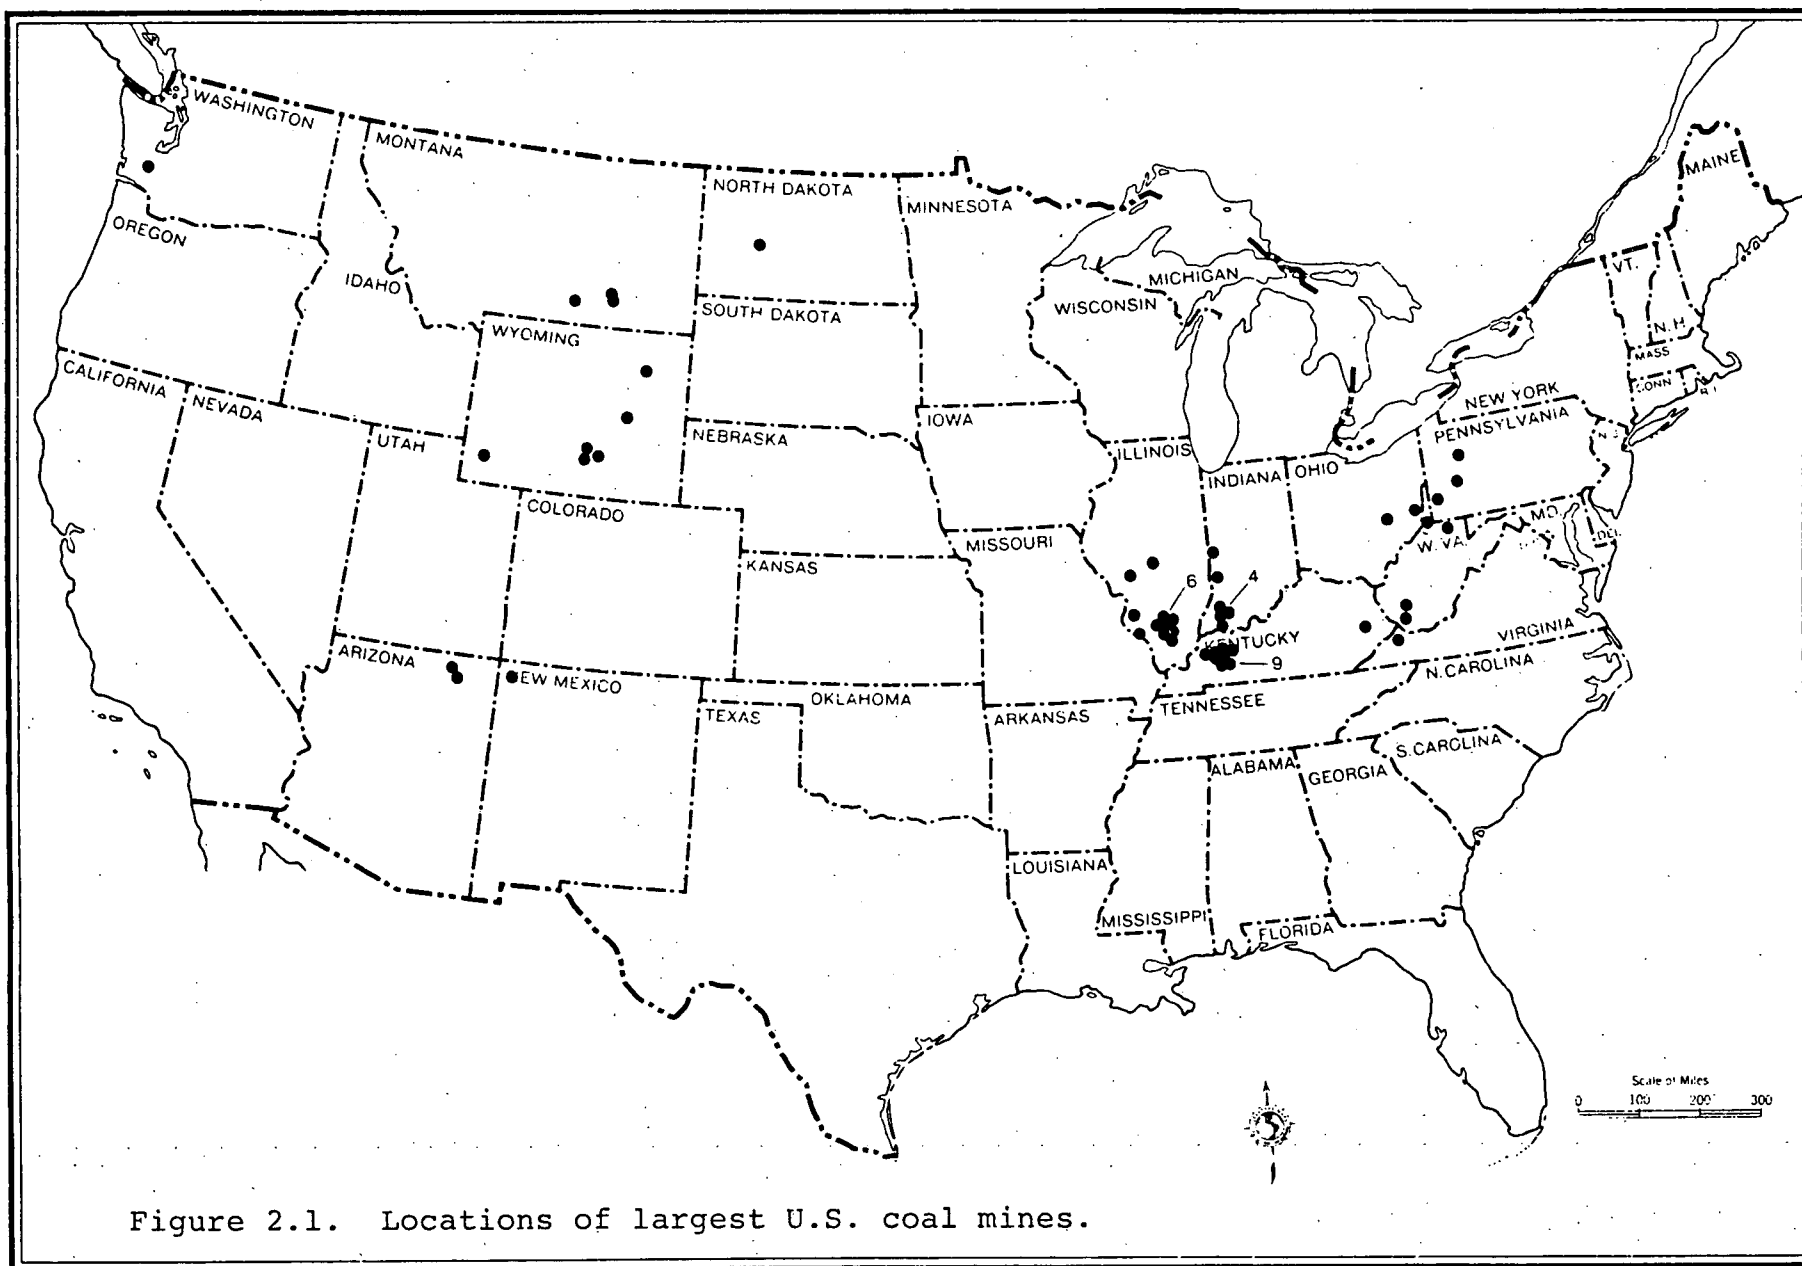 WASHINGTON
MONTANA
NORTH DAKOTA
MINNESOTA
MAINE
OREGON
IDAHO
MICHIGAN
VT.
WISCONSIN
SOUTH DAKOTA
WYOMING
N.H.
MASS
CONN
R.I.
CALIFORNIA
NEVADA
UTAH
NEBRASKA
IOWA
NEW YORK
PENNSYLVANIA
N.J.
ILLINOIS
INDIANA
OHIO
COLORADO
MISSOURI
W. VA.
MD.
DEL.
KANSAS
6
4
KENTUCKY
VIRGINIA
9
ARIZONA
EW MEXICO
N.CAROLINA
OKLAHOMA
TEXAS
ARKANSAS
TENNESSEE
S.CAROLINA
ALABAMA
GEORGIA
LOUISIANA
MISSISSIPPI
FLORIDA
Scale of Miles
0 100 200 300
Figure 2.1. Locations of largest U.S. coal mines.